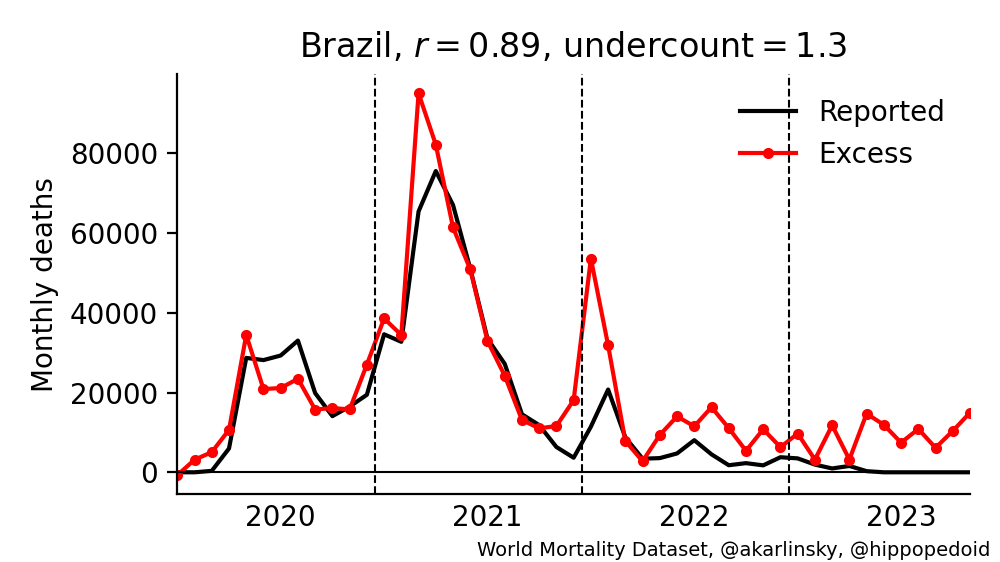 Brazil, r = 0.89, undercount = 1.3
Reported
Excess
Monthly deaths
80000
60000
40000
20000
0
2020 2021 2022 2023
World Mortality Dataset, @akarlinsky, @hippopedoid